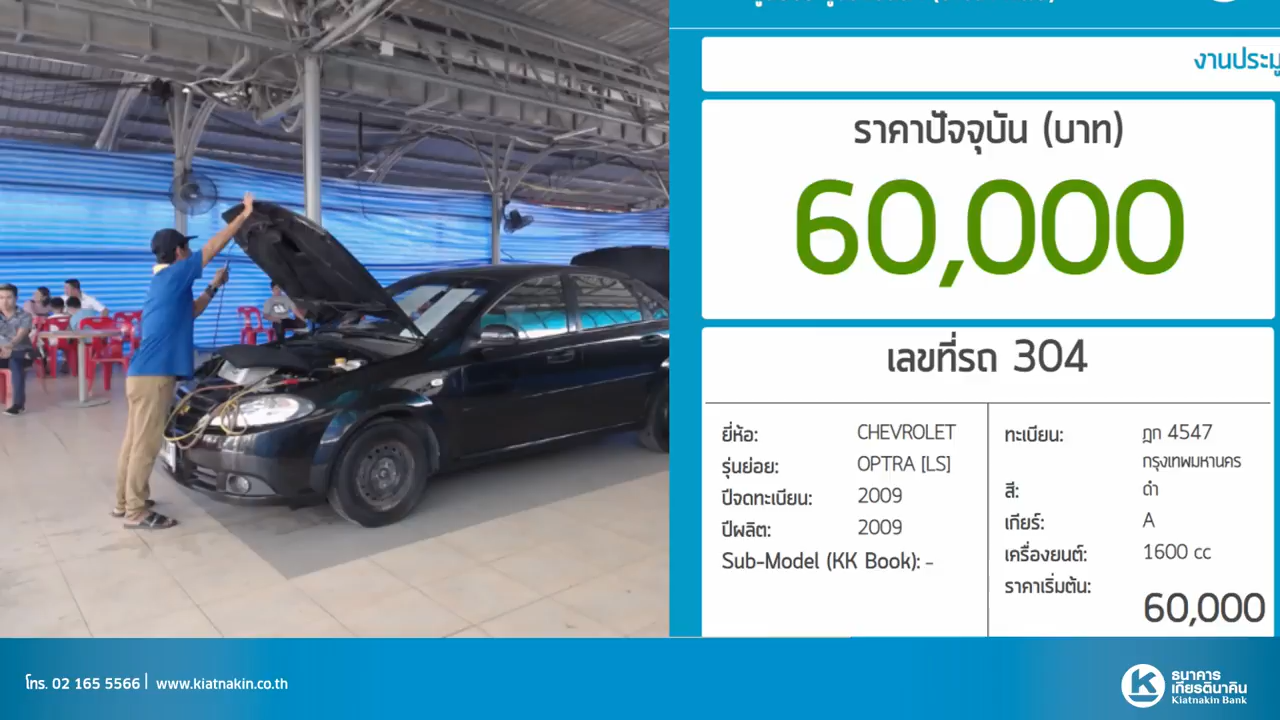 งานประมู
ราคาปัจจุบัน (บาท)
60,000
เลขที่รถ 304
ยี่ห้อ: CHEVROLET
รุ่นย่อย: OPTRA [LS]
ปีจดทะเบียน: 2009
ปีผลิต: 2009
Sub-Model (KK Book): -
ทะเบียน: ฎก 4547
กรุงเทพมหานคร
สี: ดำ
เกียร์: A
เครื่องยนต์: 1600 cc
ราคาเริ่มต้น:
60,000
โทร. 02 165 5566 | www.kiatnakin.co.th
ธนาคาร
เกียรตินาคิน
Kiatnakin Bank